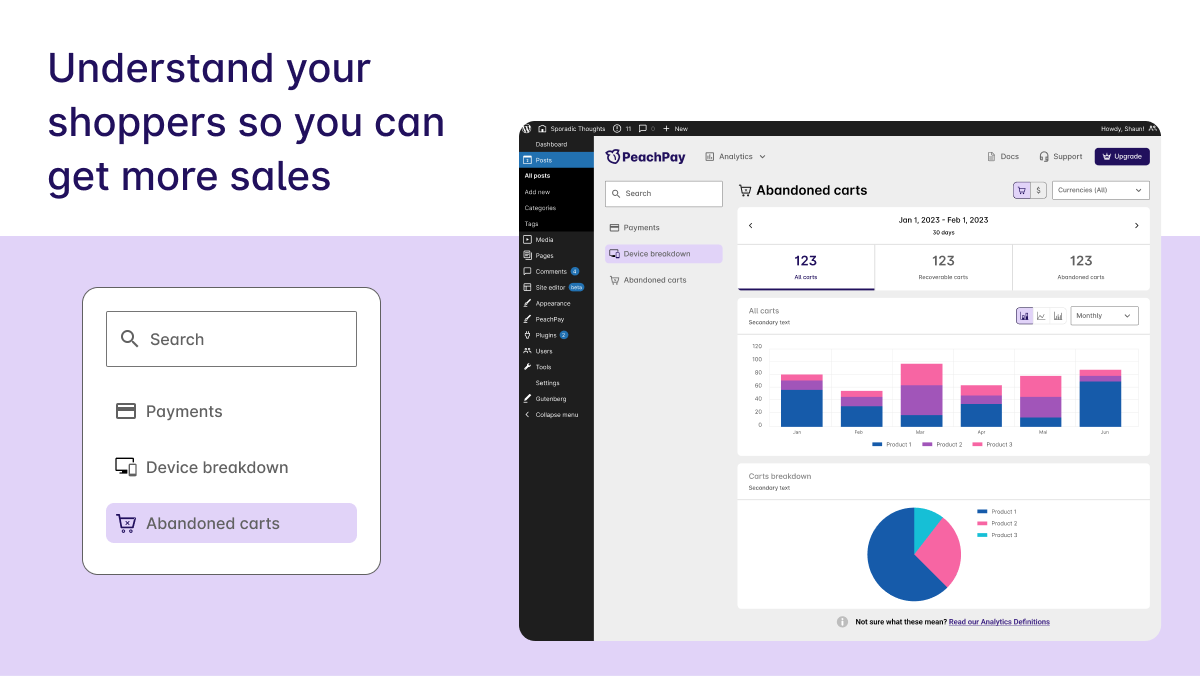 Understand your
shoppers so you can
get more sales
Search
Payments
Device breakdown
Abandoned carts
Sporadic Thoughts 11 0 + New Howdy, Shaun!
Dashboard
Posts
All posts
Add new
Categories
Tags
Media
Pages
Comments 4
Site editor beta
Appearance
PeachPay
Plugins 2
Users
Tools
Settings
Gutenberg
Collapse menu
PeachPay Analytics Docs Support Upgrade
Search
Payments
Device breakdown
Abandoned carts
Abandoned carts $ Currencies (All)
Jan 1, 2023 - Feb 1, 2023
30 days
123 123 123
All carts Recoverable carts Abandoned carts
All carts
Secondary text
Monthly
120
100
80
60
40
20
0
Jan Feb Mar Apr Mai Jun
Product 1 Product 2 Product 3
Carts breakdown
Secondary text
Product 1
Product 2
Product 3
Not sure what these mean? Read our Analytics Definitions